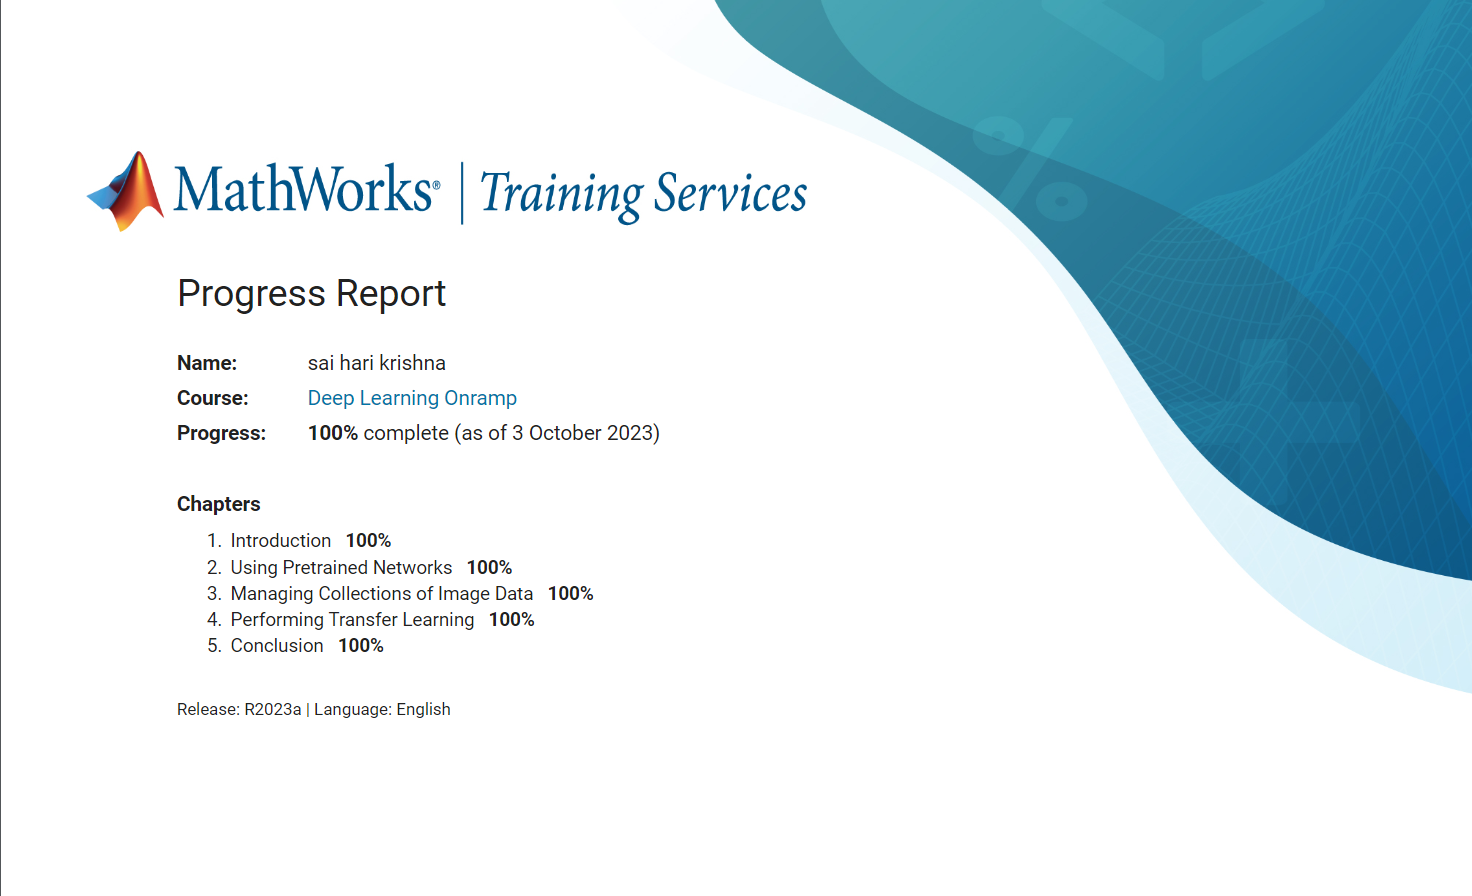 MathWorks® | Training Services
Progress Report
Name: sai hari krishna
Course: Deep Learning Onramp
Progress: 100% complete (as of 3 October 2023)
Chapters
1. Introduction 100%
2. Using Pretrained Networks 100%
3. Managing Collections of Image Data 100%
4. Performing Transfer Learning 100%
5. Conclusion 100%
Release: R2023a | Language: English